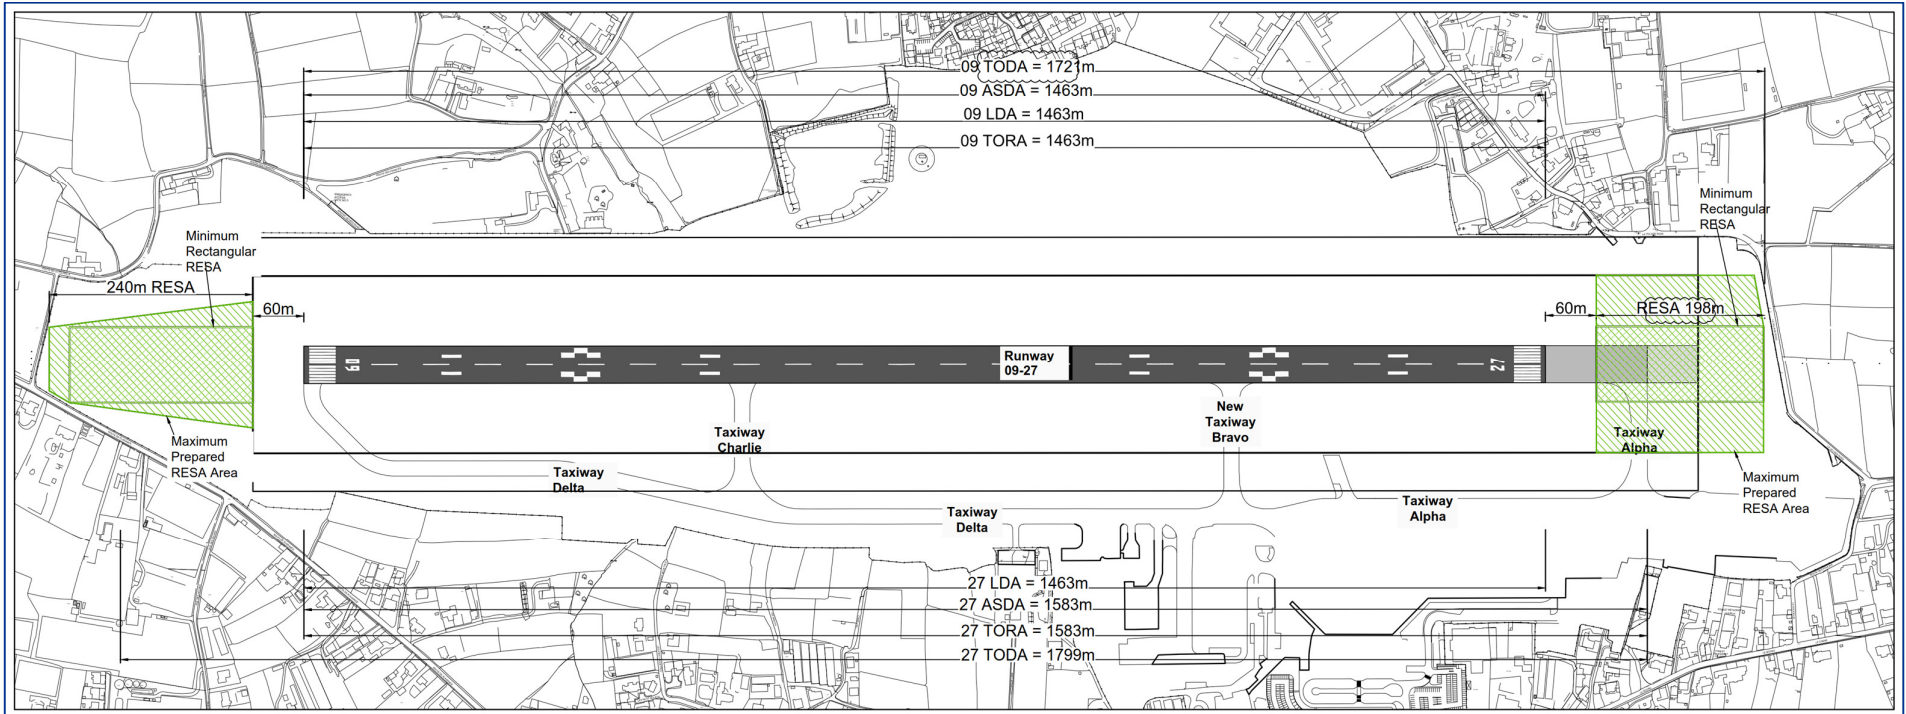 09 TODA = 1721m
09 ASDA = 1463m
09 LDA = 1463m
09 TORA = 1463m
Minimum
Rectangular
RESA
Minimum
Rectangular
RESA
240m RESA
60m
60m
RESA 198m
09
Runway
09-27
27
New
Taxiway
Bravo
Taxiway
Charlie
Taxiway
Alpha
Maximum
Prepared
RESA Area
Taxiway
Delta
Maximum
Prepared
RESA Area
Taxiway
Alpha
Taxiway
Delta
27 LDA = 1463m
27 ASDA = 1583m
27 TORA = 1583m
27 TODA = 1799m